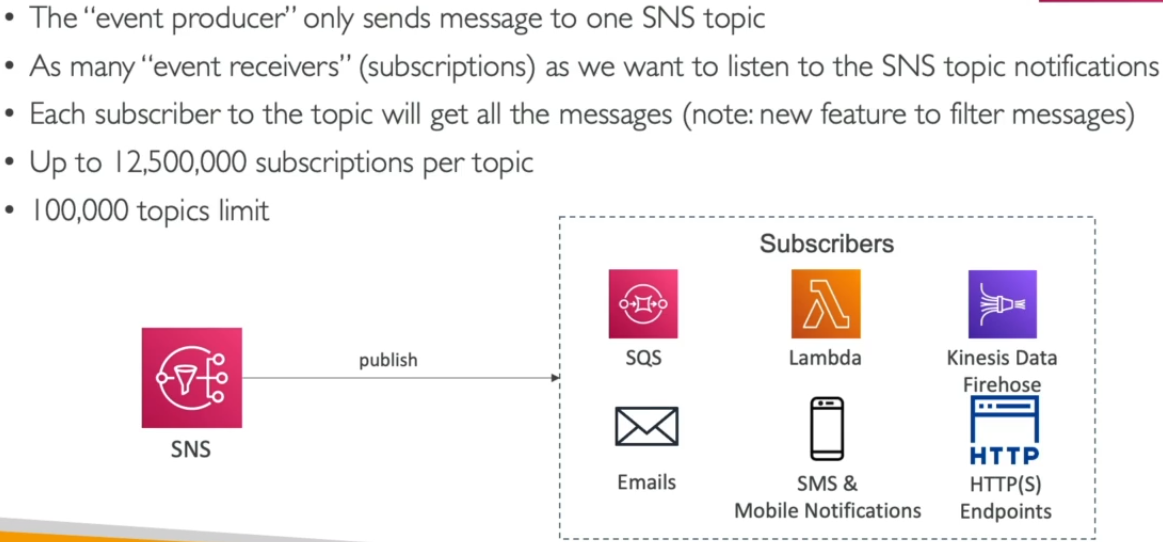 • The “event producer” only sends message to one SNS topic
• As many “event receivers” (subscriptions) as we want to listen to the SNS topic notifications
• Each subscriber to the topic will get all the messages (note: new feature to filter messages)
• Up to 12,500,000 subscriptions per topic
• 100,000 topics limit
Subscribers
SQS
Lambda
Kinesis Data
Firehose
publish
SNS
HTTP
Emails
SMS &
Mobile Notifications
HTTP(S)
Endpoints